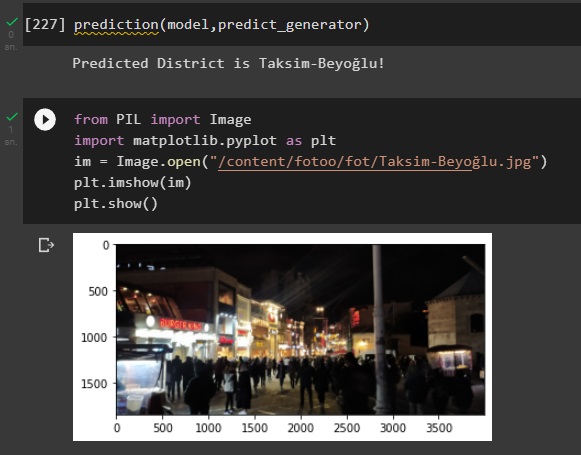 [227] prediction(model,predict_generator)
0
sn.
Predicted District is Taksim-Beyoğlu!
from PIL import Image
1
sn.
import matplotlib.pyplot as plt
im = Image.open("/content/fotoo/fot/Taksim-Beyoğlu.jpg")
plt.imshow(im)
plt.show()
0
500
1000
1500
BURGER KING
0 500 1000 1500 2000 2500 3000 3500